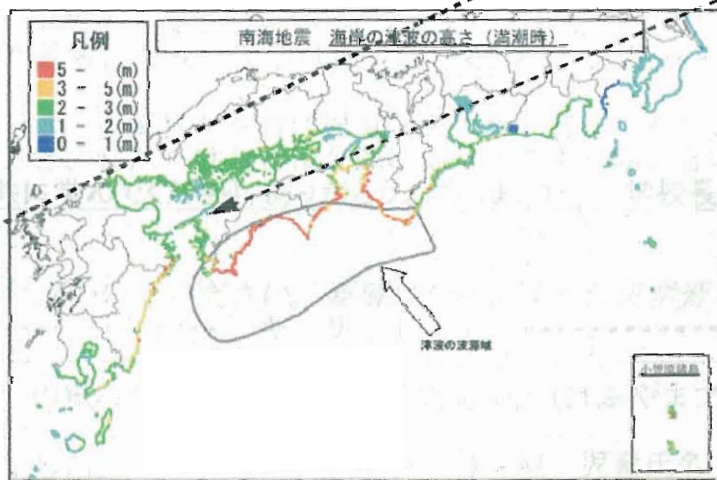 南海地震 海岸の津波の高さ（満潮時）
凡例
5 - (m)
3 - 5(m)
2 - 3(m)
1 - 2(m)
0 - 1(m)
津波の波源域
小笠原諸島